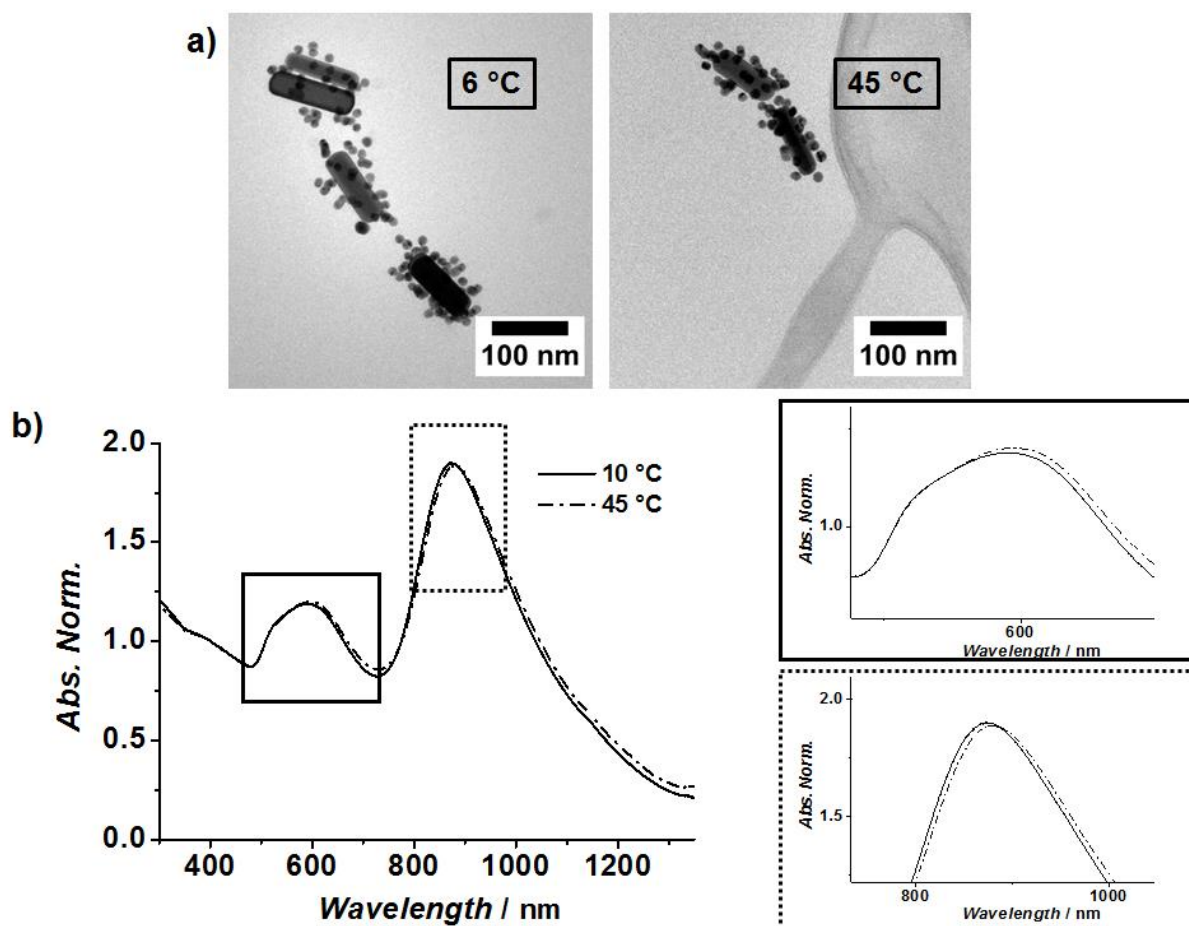 a)
6 °C
100 nm
45 °C
100 nm
b)
Abs. Norm.
2.0
1.5
1.0
0.5
0.0
400 600 800 1000 1200
Wavelength / nm
10 °C
45 °C
Abs. Norm.
1.0
600
Wavelength / nm
Abs. Norm.
2.0
1.5
800 1000
Wavelength / nm